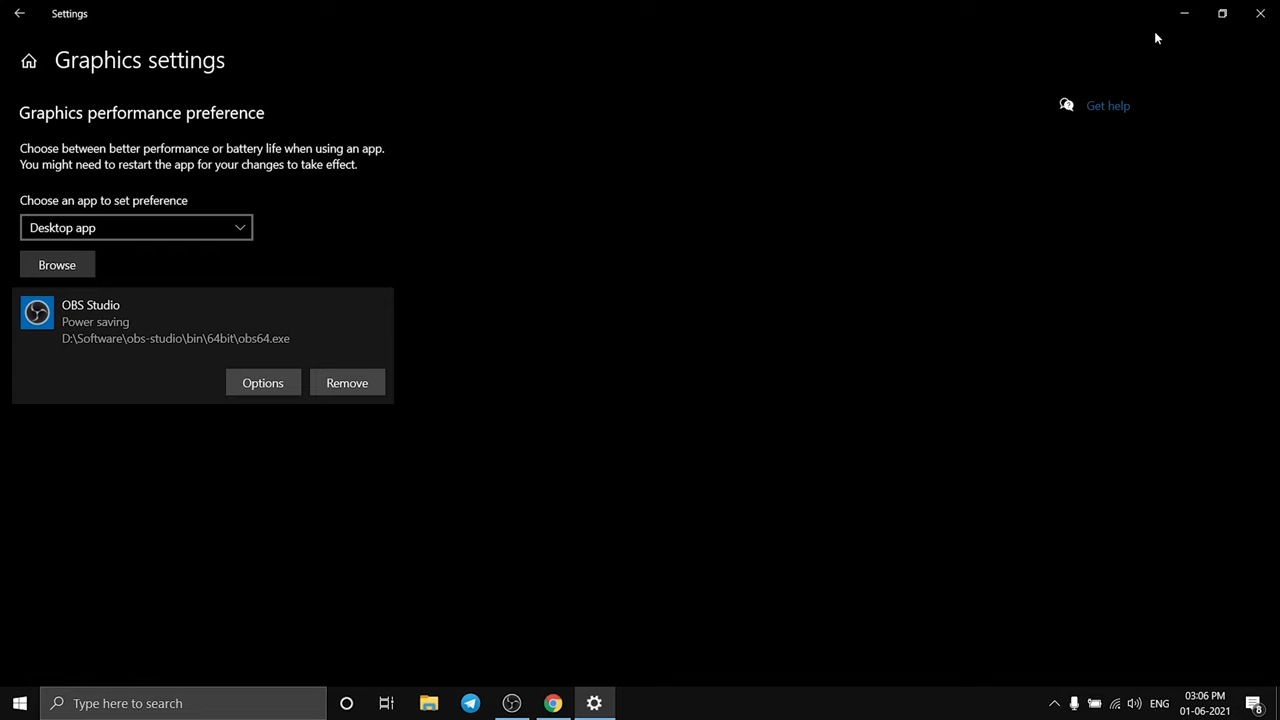 Settings
Graphics settings
Graphics performance preference
Get help
Choose between better performance or battery life when using an app.
You might need to restart the app for your changes to take effect.
Choose an app to set preference
Desktop app
Browse
OBS Studio
Power saving
D:\Software\obs-studio\bin\64bit\obs64.exe
Options
Remove
Type here to search
ENG
03:06 PM
01-06-2021
8